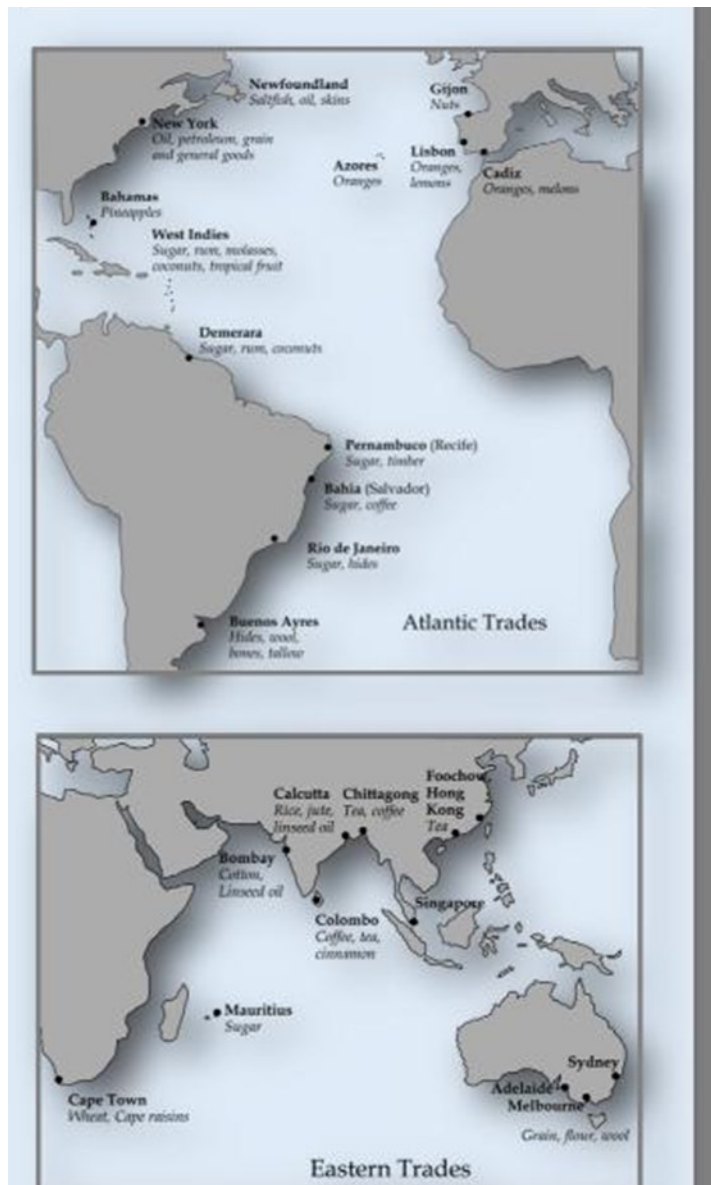 Newfoundland
Saltfish, oil, skins
Gijon
Nuts
New York
Oil, petroleum, grain
and general goods
Azores
Oranges
Lisbon
Oranges,
lemons
Cadiz
Oranges, melons
Bahamas
Pineapples
West Indies
Sugar, rum, molasses,
coconuts, tropical fruit
Demerara
Sugar, rum, coconuts
Pernambuco (Recife)
Sugar, timber
Bahia (Salvador)
Sugar, coffee
Rio de Janeiro
Sugar, hides
Buenos Ayres
Hides, wool,
bones, tallow
Atlantic Trades
Calcutta
Rice, jute,
linseed oil
Chittagong
Tea, coffee
Foochow,
Hong
Kong
Tea
Bombay
Cotton,
Linseed oil
Colombo
Coffee, tea,
cinnamon
Singapore
Mauritius
Sugar
Cape Town
Wheat, Cape raisins
Sydney
Adelaide
Melbourne
Grain, flour, wool
Eastern Trades